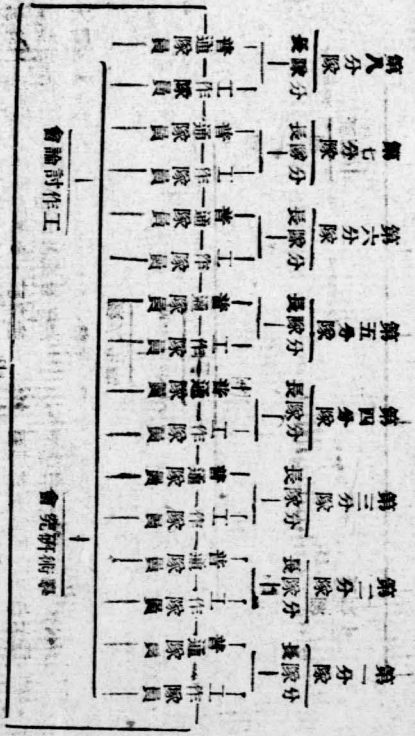 第一分隊
第二分隊
第三分隊
第四分隊
第五分隊
第六分隊
第七分隊
第八分隊
分隊長
分隊長
分隊長
分隊長
分隊長
分隊長
分隊長
分隊長
工作隊員
普通隊員
工作隊員
普通隊員
工作隊員
普通隊員
工作隊員
普通隊員
工作隊員
普通隊員
工作隊員
普通隊員
工作隊員
普通隊員
工作隊員
普通隊員
術研究會
工作討論會